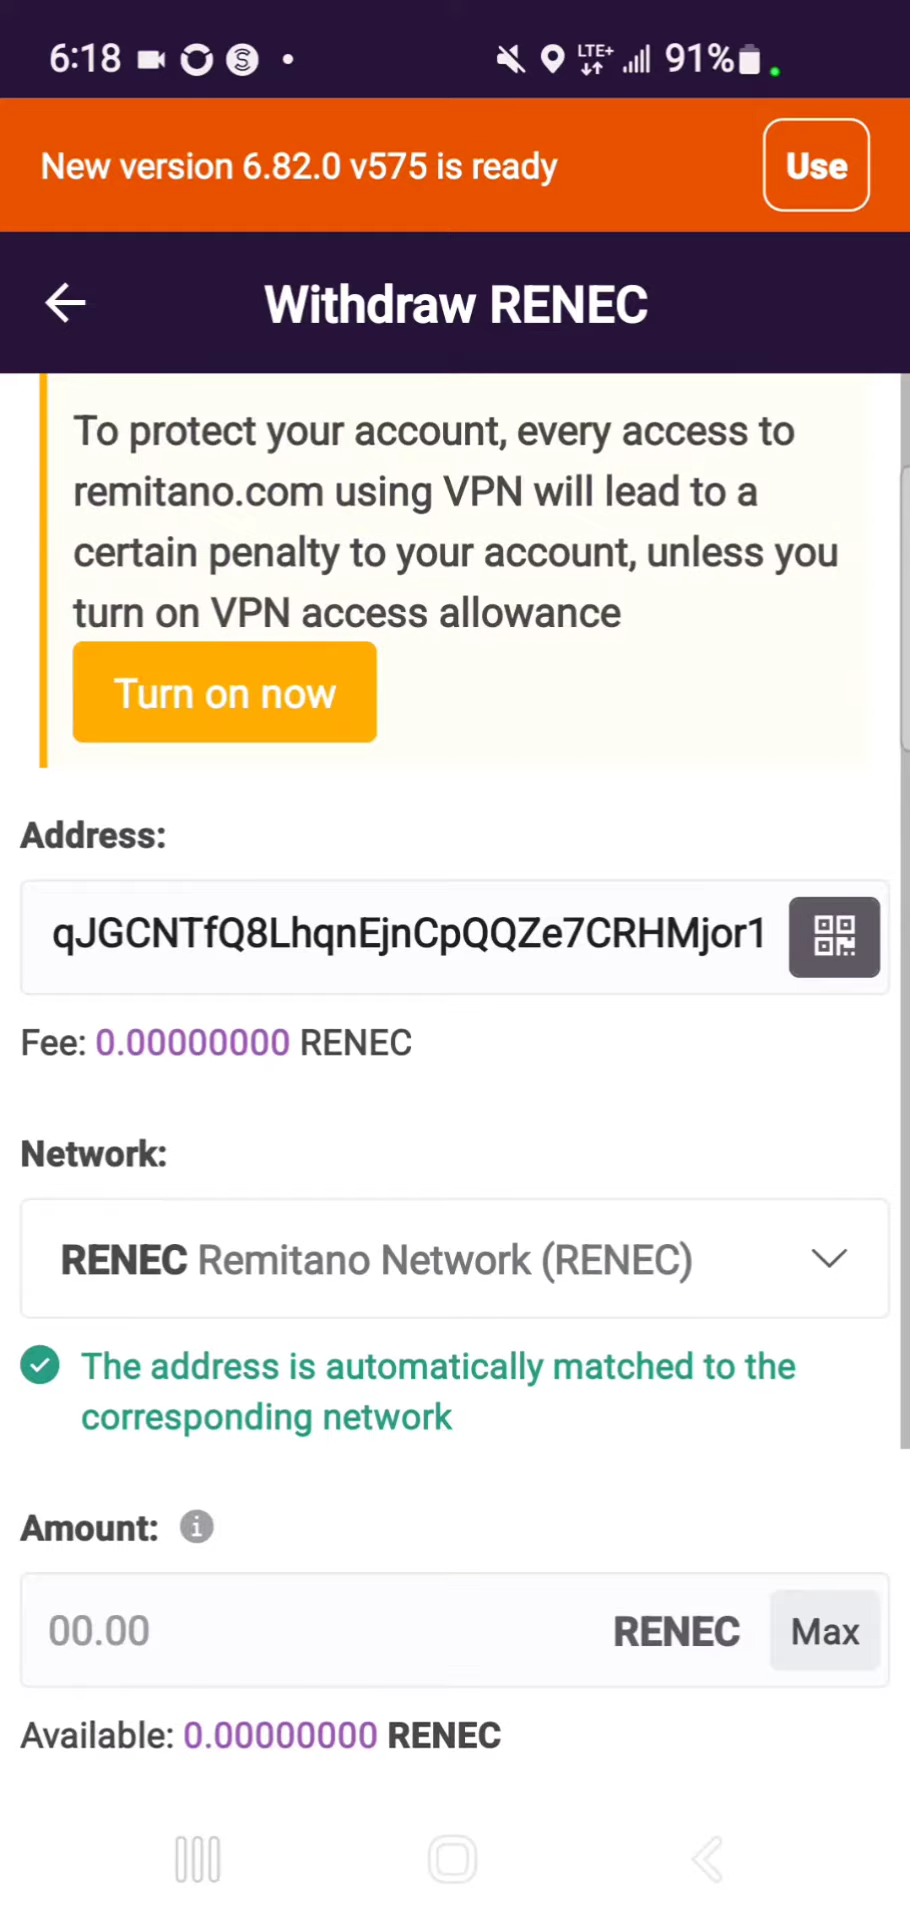 6:18 LTE+ 91%
New version 6.82.0 v575 is ready Use
Withdraw RENEC
To protect your account, every access to
remitano.com using VPN will lead to a
certain penalty to your account, unless you
turn on VPN access allowance
Turn on now
Address:
qJGCNTfQ8LhqnEjnCpQQZe7CRHMjor1
Fee: 0.00000000 RENEC
Network:
RENEC Remitano Network (RENEC)
The address is automatically matched to the
corresponding network
Amount:
00.00 RENEC Max
Available: 0.00000000 RENEC